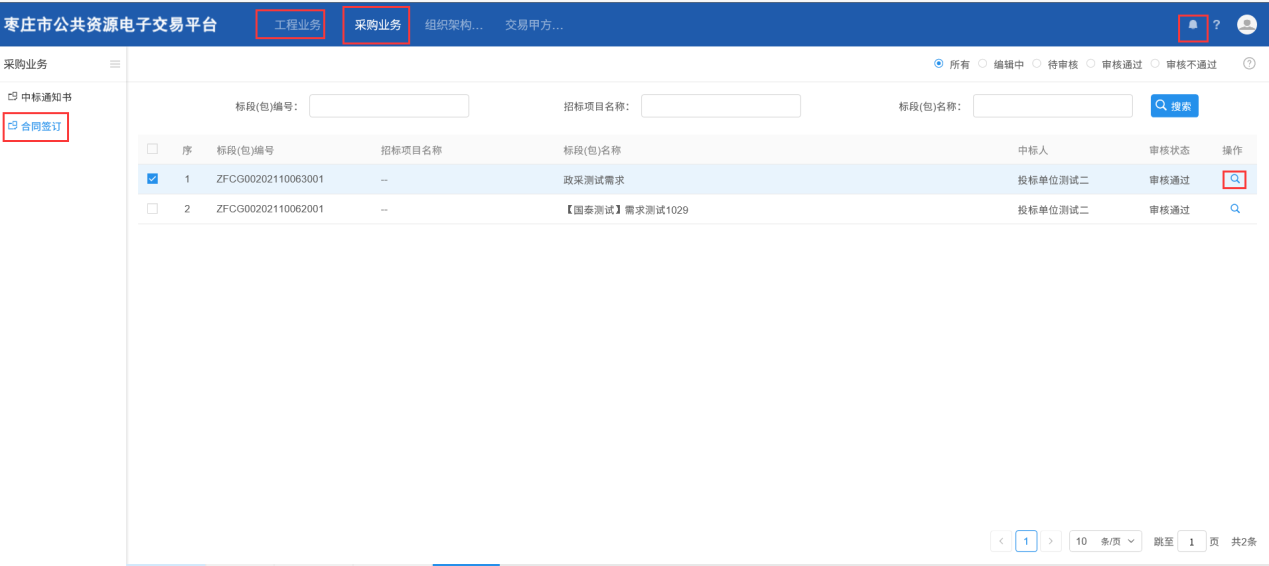 枣庄市公共资源电子交易平台 工程业务 采购业务 组织架构... 交易甲方... ?
采购业务 所有 编辑中 待审核 审核通过 审核不通过 ?
中标通知书
合同签订
标段(包)编号： 招标项目名称： 标段(包)名称： 搜索
序 标段(包)编号 招标项目名称 标段(包)名称 中标人 审核状态 操作
1 ZFCG00202110063001 -- 政采测试需求 投标单位测试二 审核通过
2 ZFCG00202110062001 -- 【国泰测试】需求测试1029 投标单位测试二 审核通过
< 1 > 10 条/页 跳至 1 页 共2条